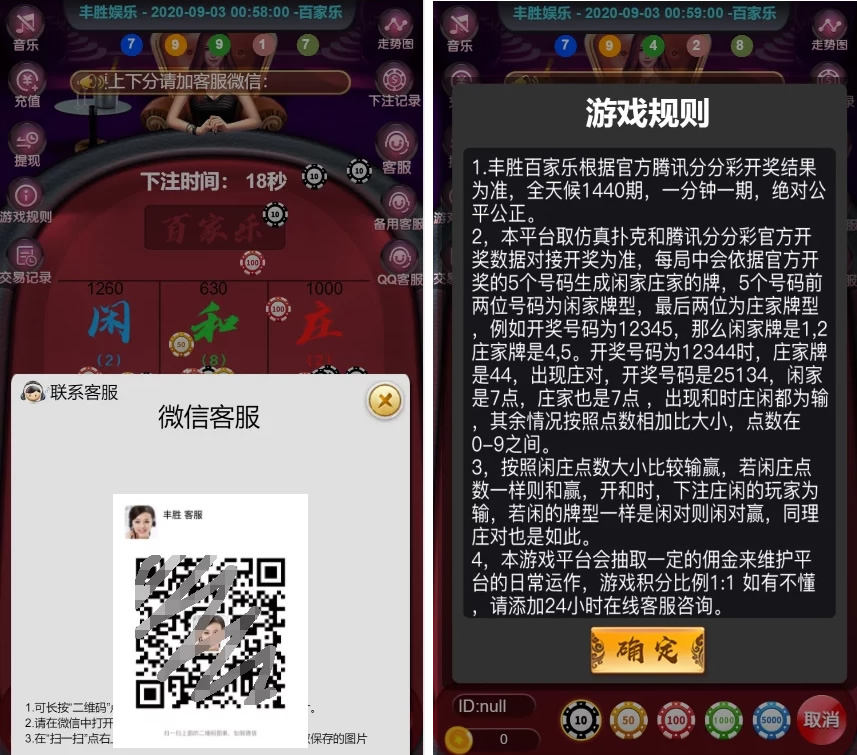 丰胜娱乐 - 2020-09-03 00:58:00 -百家乐
7 9 9 1 7
音乐
走势图
上下分请加客服微信：
充值
下注记录
提现
客服
下注时间： 18秒
10
10
游戏规则
10
百家乐
备用客服
交易记录
100
QQ客服
1260 630 1000
100
闲 和 庄
50
(2) (8)
联系客服
微信客服
丰胜 客服
扫一扫上面的二维码图案，加我微信
1.可长按“二维码”
2.请在微信中打开
3.在“扫一扫”点右 保存的图片
丰胜娱乐 - 2020-09-03 00:59:00 -百家乐
7 9 4 2 8
音乐
走势图
游戏规则
1.丰胜百家乐根据官方腾讯分分彩开奖结果
为准，全天候1440期，一分钟一期，绝对公
平公正。
2，本平台取仿真扑克和腾讯分分彩官方开
奖数据对接开奖为准，每局中会依据官方开
奖的5个号码生成闲家庄家的牌，5个号码前
两位号码为闲家牌型，最后两位为庄家牌型
，例如开奖号码为12345，那么闲家牌是1,2
庄家牌是4,5。开奖号码为12344时，庄家牌
是44，出现庄对，开奖号码是25134，闲家
是7点，庄家也是7点 ，出现和时庄闲都为输
，其余情况按照点数相加比大小，点数在
0–9之间。
3，按照闲庄点数大小比较输赢，若闲庄点
数一样则和赢，开和时，下注庄闲的玩家为
输，若闲的牌型一样是闲对则闲对赢，同理
庄对也是如此。
4，本游戏平台会抽取一定的佣金来维护平
台的日常运作，游戏积分比例1:1 如有不懂
，请添加24小时在线客服咨询。
确定
ID:null
0
10 50 100 1000 5000 取消